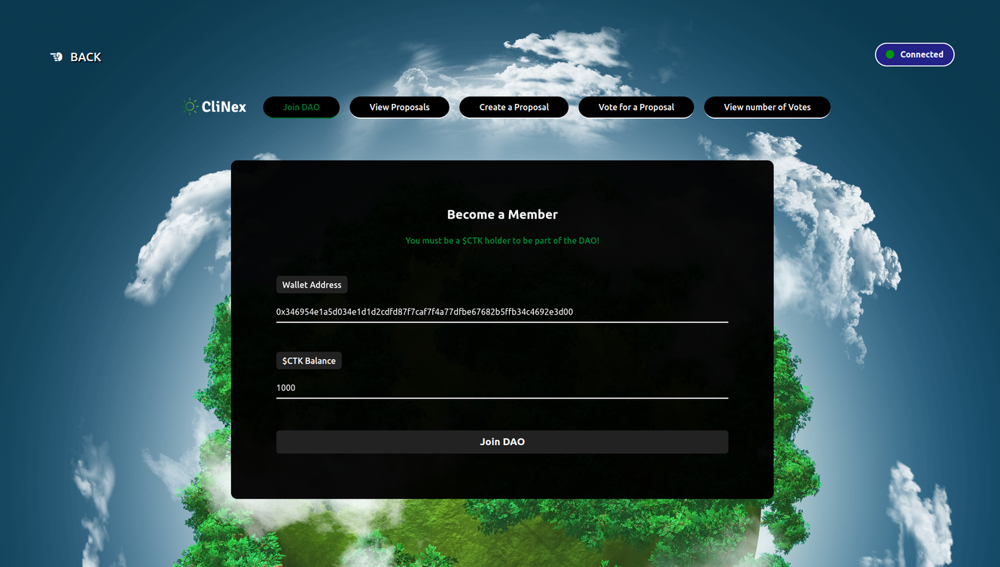 BACK
Connected
CliNex
Join DAO
View Proposals
Create a Proposal
Vote for a Proposal
View number of Votes
Become a Member
You must be a $CTK holder to be part of the DAO!
Wallet Address
0x346954e1a5d034e1d1d2cdfd87f7caf7f4a77dfbe67682b5ffb34c4692e3d00
$CTK Balance
1000
Join DAO